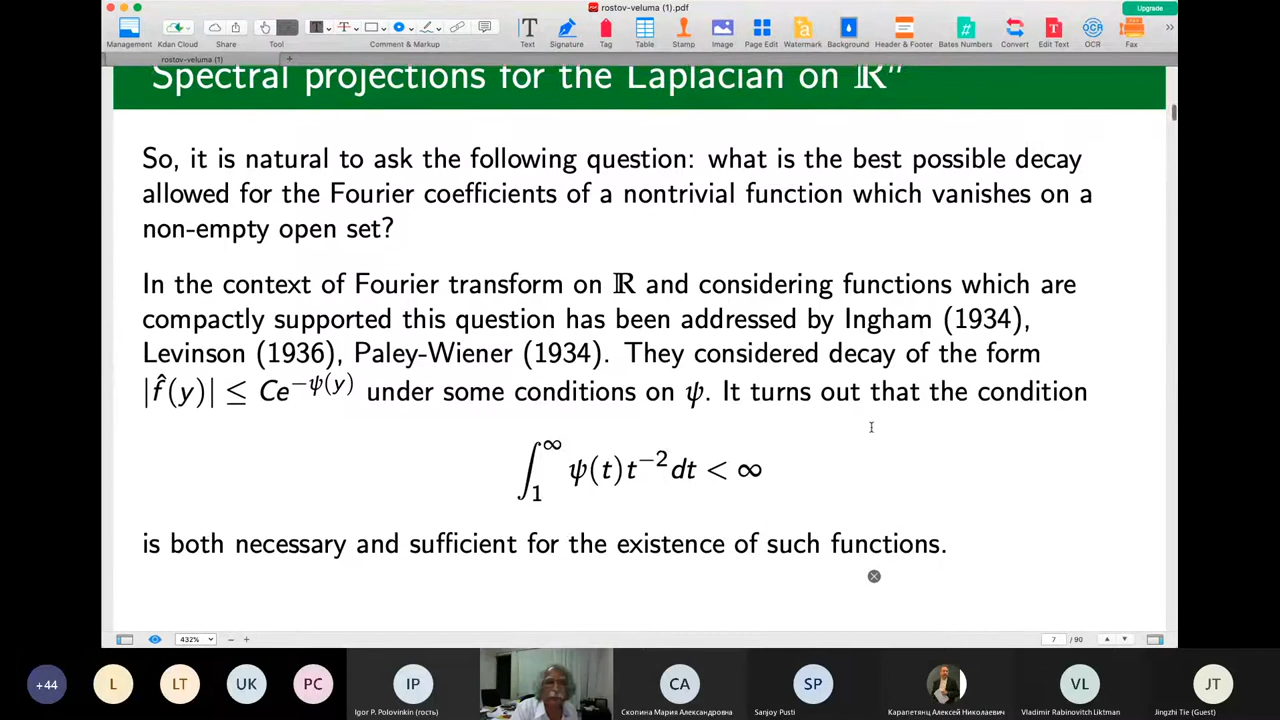 rostov-veluma (1).pdf
Upgrade
Management Kdan Cloud Share Tool Comment & Markup Text Signature Tag Table Stamp Image Page Edit Watermark Background Header & Footer Bates Numbers Convert Edit Text OCR Fax
rostov-veluma (1)
Spectral projections for the Laplacian on ℝⁿ
So, it is natural to ask the following question: what is the best possible decay
allowed for the Fourier coefficients of a nontrivial function which vanishes on a
non-empty open set?
In the context of Fourier transform on ℝ and considering functions which are
compactly supported this question has been addressed by Ingham (1934),
Levinson (1936), Paley-Wiener (1934). They considered decay of the form
|f̂(y)| ≤ Ce^{−ψ(y)} under some conditions on ψ. It turns out that the condition
∫₁^∞ ψ(t)t⁻²dt < ∞
is both necessary and sufficient for the existence of such functions.
432% 7 / 90
+44 L LT UK PC IP CA SP VL JT
Igor P. Polovinkin (гость) Скопина Мария Александровна Sanjoy Pusti Карапетянц Алексей Николаевич Vladimir Rabinovitch Liktman Jingzhi Tie (Guest)